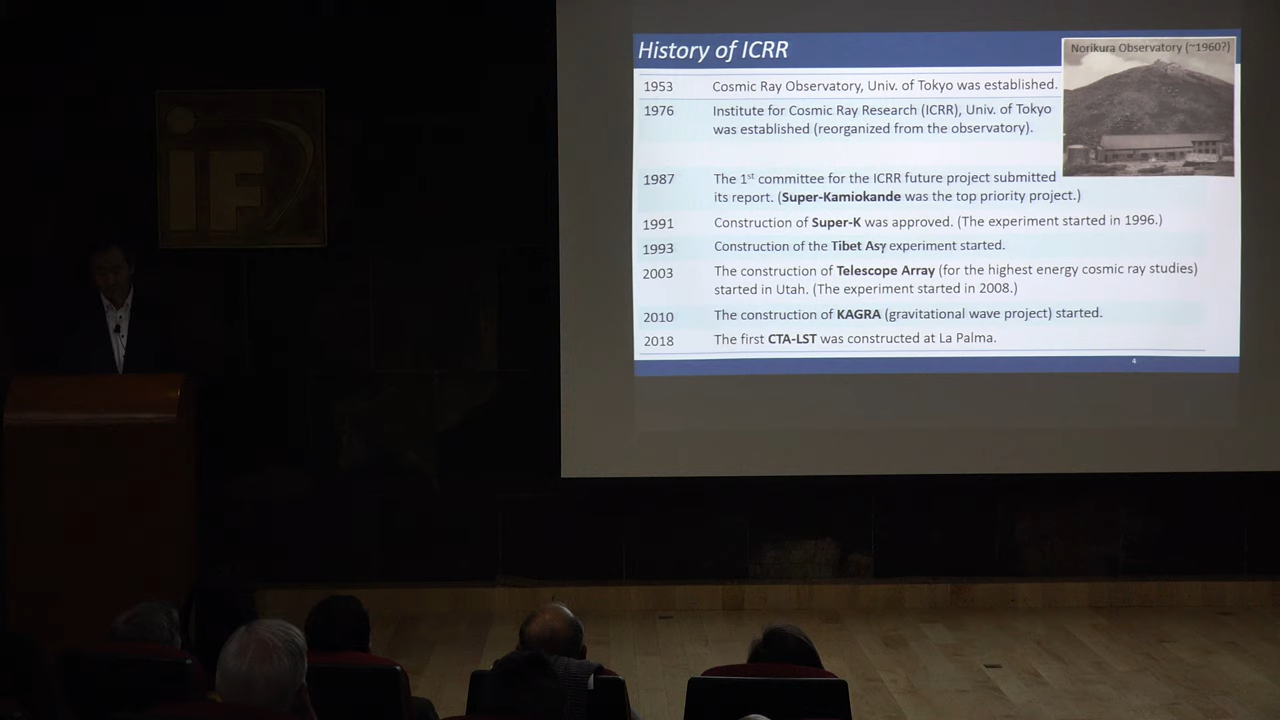 History of ICRR
Norikura Observatory (~1960?)
1953 Cosmic Ray Observatory, Univ. of Tokyo was established.
1976 Institute for Cosmic Ray Research (ICRR), Univ. of Tokyo
was established (reorganized from the observatory).
1987 The 1st committee for the ICRR future project submitted
its report. (Super-Kamiokande was the top priority project.)
1991 Construction of Super-K was approved. (The experiment started in 1996.)
1993 Construction of the Tibet Asγ experiment started.
2003 The construction of Telescope Array (for the highest energy cosmic ray studies)
started in Utah. (The experiment started in 2008.)
2010 The construction of KAGRA (gravitational wave project) started.
2018 The first CTA-LST was constructed at La Palma.
4
IF